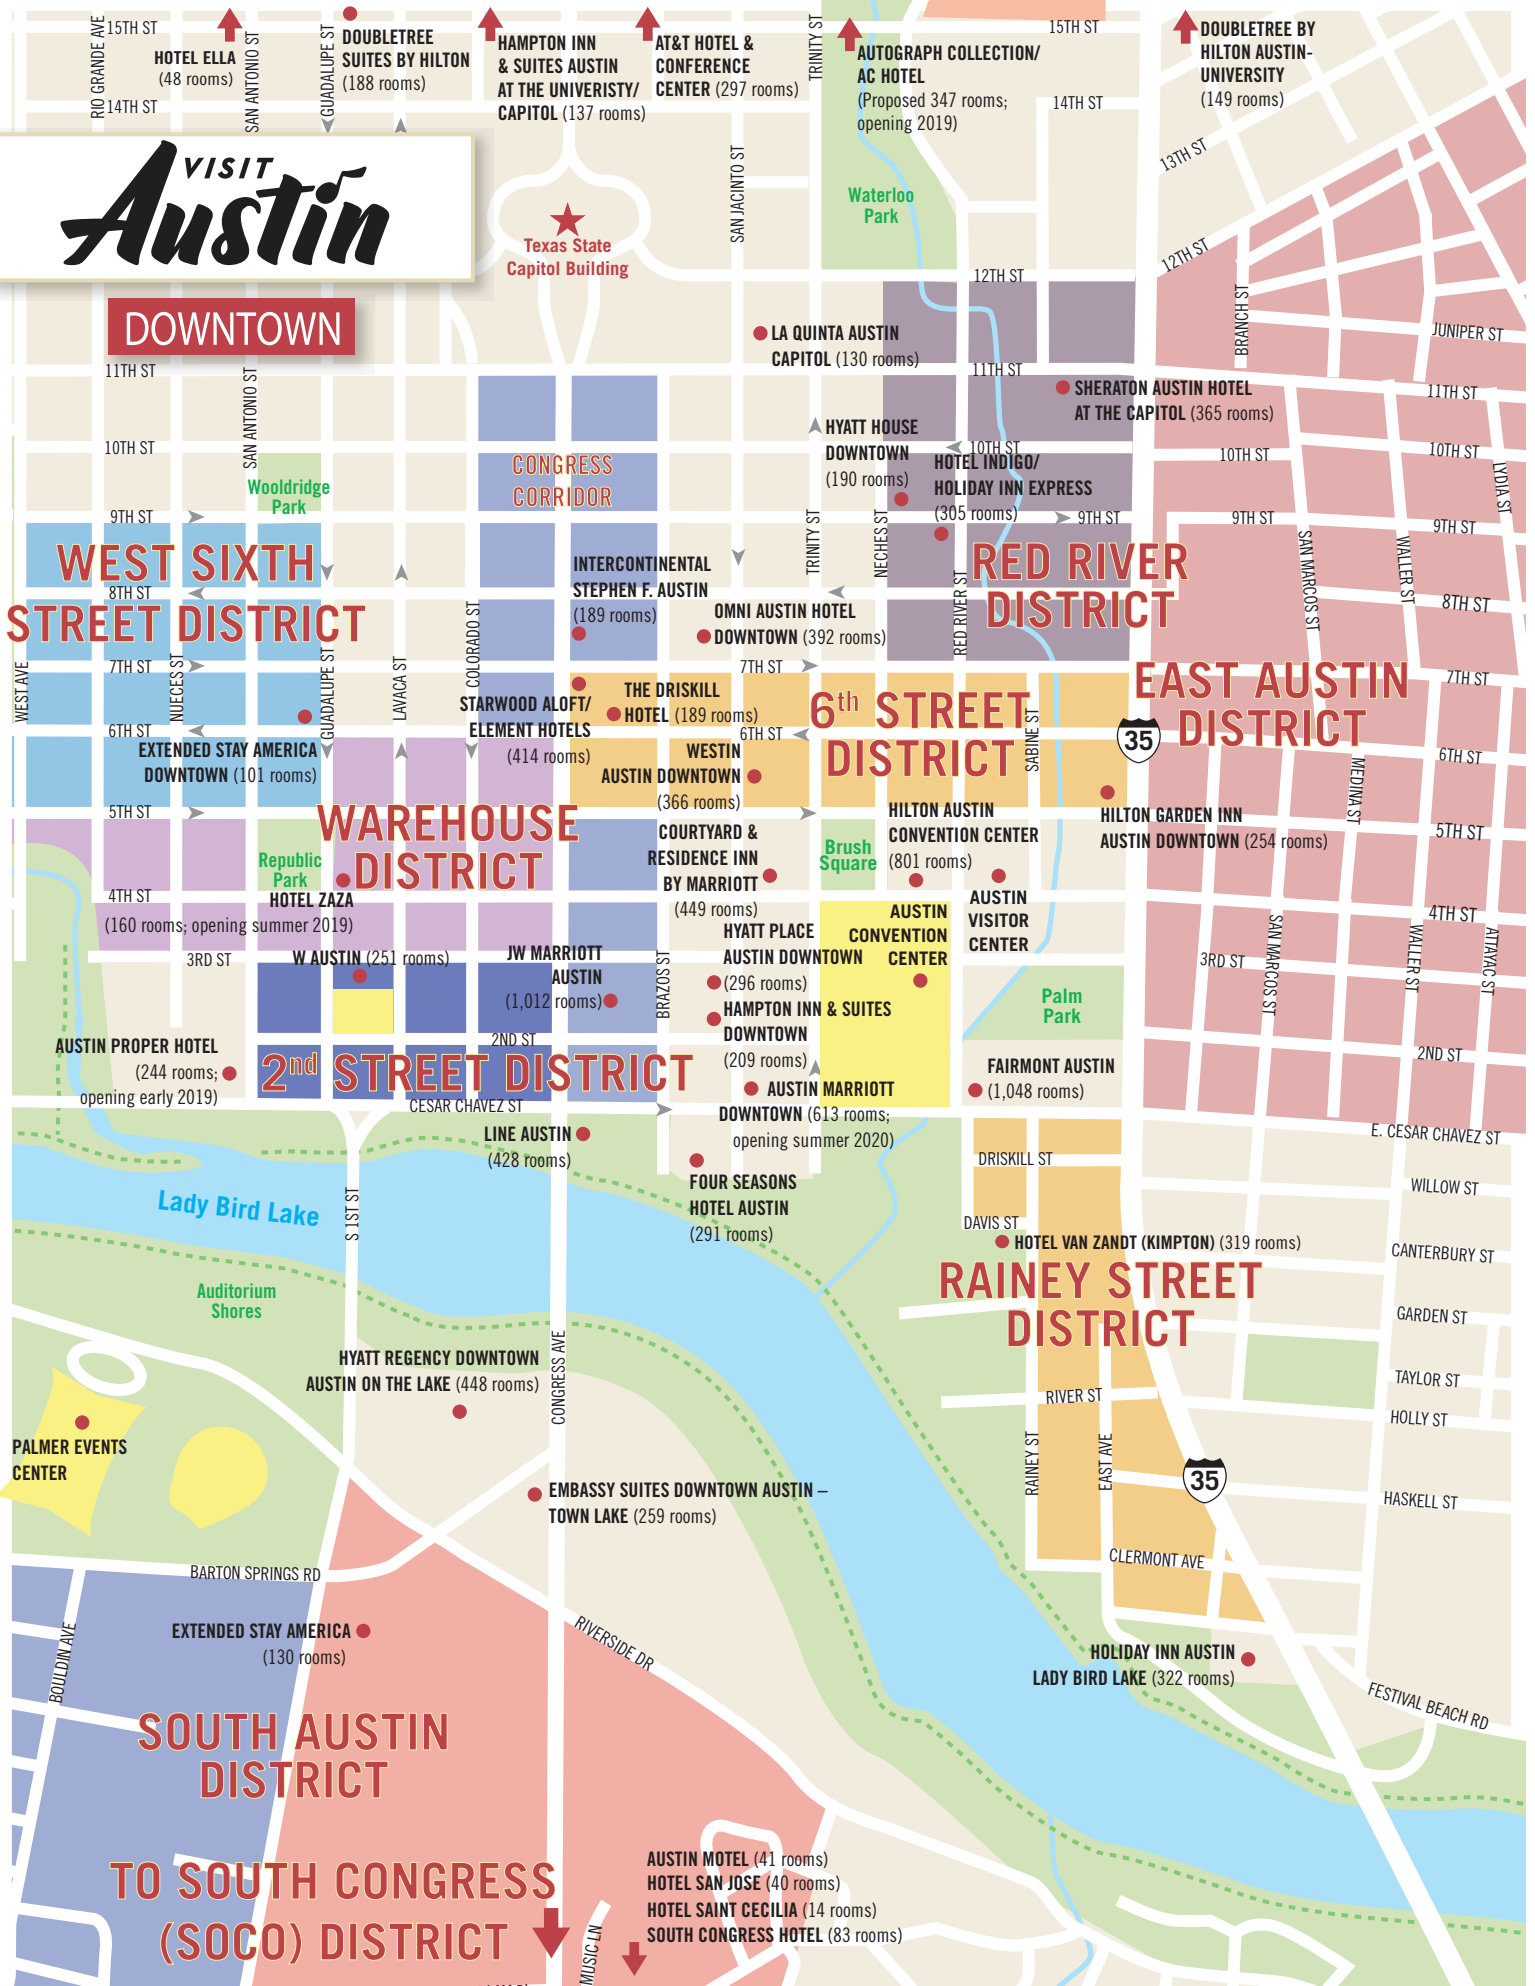 15TH ST
RIO GRANDE AVE
HOTEL ELLA
(48 rooms)
SAN ANTONIO ST
GUADALUPE ST
DOUBLETREE
SUITES BY HILTON
(188 rooms)
HAMPTON INN
& SUITES AUSTIN
AT THE UNIVERISTY/
CAPITOL (137 rooms)
AT&T HOTEL &
CONFERENCE
CENTER (297 rooms)
TRINITY ST
AUTOGRAPH COLLECTION/
AC HOTEL
(Proposed 347 rooms;
opening 2019)
15TH ST
DOUBLETREE BY
HILTON AUSTIN-
UNIVERSITY
(149 rooms)
14TH ST
14TH ST
13TH ST
VISIT
Austin
DOWNTOWN
Texas State
Capitol Building
SAN JACINTO ST
Waterloo
Park
12TH ST
12TH ST
BRANCH ST
JUNIPER ST
LA QUINTA AUSTIN
CAPITOL (130 rooms)
11TH ST
SAN ANTONIO ST
11TH ST
SHERATON AUSTIN HOTEL
AT THE CAPITOL (365 rooms)
11TH ST
10TH ST
CONGRESS
CORRIDOR
HYATT HOUSE
DOWNTOWN
(190 rooms)
10TH ST
HOTEL INDIGO/
HOLIDAY INN EXPRESS
(305 rooms)
10TH ST
10TH ST
LYDIA ST
Wooldridge
Park
9TH ST
9TH ST
9TH ST
9TH ST
WEST SIXTH
STREET DISTRICT
8TH ST
TRINITY ST
NECHES ST
RED RIVER ST
RED RIVER
DISTRICT
SAN MARCOS ST
WALLER ST
8TH ST
INTERCONTINENTAL
STEPHEN F. AUSTIN
(189 rooms)
OMNI AUSTIN HOTEL
DOWNTOWN (392 rooms)
COLORADO ST
WEST AVE
7TH ST
NUECES ST
GUADALUPE ST
LAVACA ST
7TH ST
7TH ST
EAST AUSTIN
DISTRICT
35
6TH ST
EXTENDED STAY AMERICA
DOWNTOWN (101 rooms)
STARWOOD ALOFT/
ELEMENT HOTELS
(414 rooms)
THE DRISKILL
HOTEL (189 rooms)
6TH ST
6th STREET
DISTRICT
SABINE ST
6TH ST
WESTIN
AUSTIN DOWNTOWN
(366 rooms)
MEDINA ST
5TH ST
WAREHOUSE
DISTRICT
COURTYARD &
RESIDENCE INN
BY MARRIOTT
(449 rooms)
Brush
Square
HILTON AUSTIN
CONVENTION CENTER
(801 rooms)
HILTON GARDEN INN
AUSTIN DOWNTOWN (254 rooms)
5TH ST
Republic
Park
4TH ST
HOTEL ZAZA
(160 rooms; opening summer 2019)
AUSTIN
CONVENTION
CENTER
AUSTIN
VISITOR
CENTER
4TH ST
SAN MARCOS ST
WALLER ST
ATTAYAC ST
3RD ST
W AUSTIN (251 rooms)
JW MARRIOTT
AUSTIN
(1,012 rooms)
BRAZOS ST
HYATT PLACE
AUSTIN DOWNTOWN
(296 rooms)
HAMPTON INN & SUITES
DOWNTOWN
(209 rooms)
3RD ST
Palm
Park
2ND ST
2ND ST
AUSTIN PROPER HOTEL
(244 rooms;
opening early 2019)
2nd STREET DISTRICT
CESAR CHAVEZ ST
AUSTIN MARRIOTT
DOWNTOWN (613 rooms;
opening summer 2020)
FAIRMONT AUSTIN
(1,048 rooms)
E. CESAR CHAVEZ ST
LINE AUSTIN
(428 rooms)
DRISKILL ST
WILLOW ST
FOUR SEASONS
HOTEL AUSTIN
(291 rooms)
Lady Bird Lake
S 1ST ST
DAVIS ST
HOTEL VAN ZANDT (KIMPTON) (319 rooms)
CANTERBURY ST
RAINEY STREET
DISTRICT
Auditorium
Shores
GARDEN ST
HYATT REGENCY DOWNTOWN
AUSTIN ON THE LAKE (448 rooms)
CONGRESS AVE
TAYLOR ST
RIVER ST
HOLLY ST
PALMER EVENTS
CENTER
RAINEY ST
EAST AVE
35
HASKELL ST
EMBASSY SUITES DOWNTOWN AUSTIN –
TOWN LAKE (259 rooms)
CLERMONT AVE
BARTON SPRINGS RD
BOULDIN AVE
EXTENDED STAY AMERICA
(130 rooms)
RIVERSIDE DR
HOLIDAY INN AUSTIN
LADY BIRD LAKE (322 rooms)
FESTIVAL BEACH RD
SOUTH AUSTIN
DISTRICT
TO SOUTH CONGRESS
(SOCO) DISTRICT
AUSTIN MOTEL (41 rooms)
HOTEL SAN JOSE (40 rooms)
HOTEL SAINT CECILIA (14 rooms)
SOUTH CONGRESS HOTEL (83 rooms)
MUSIC LN